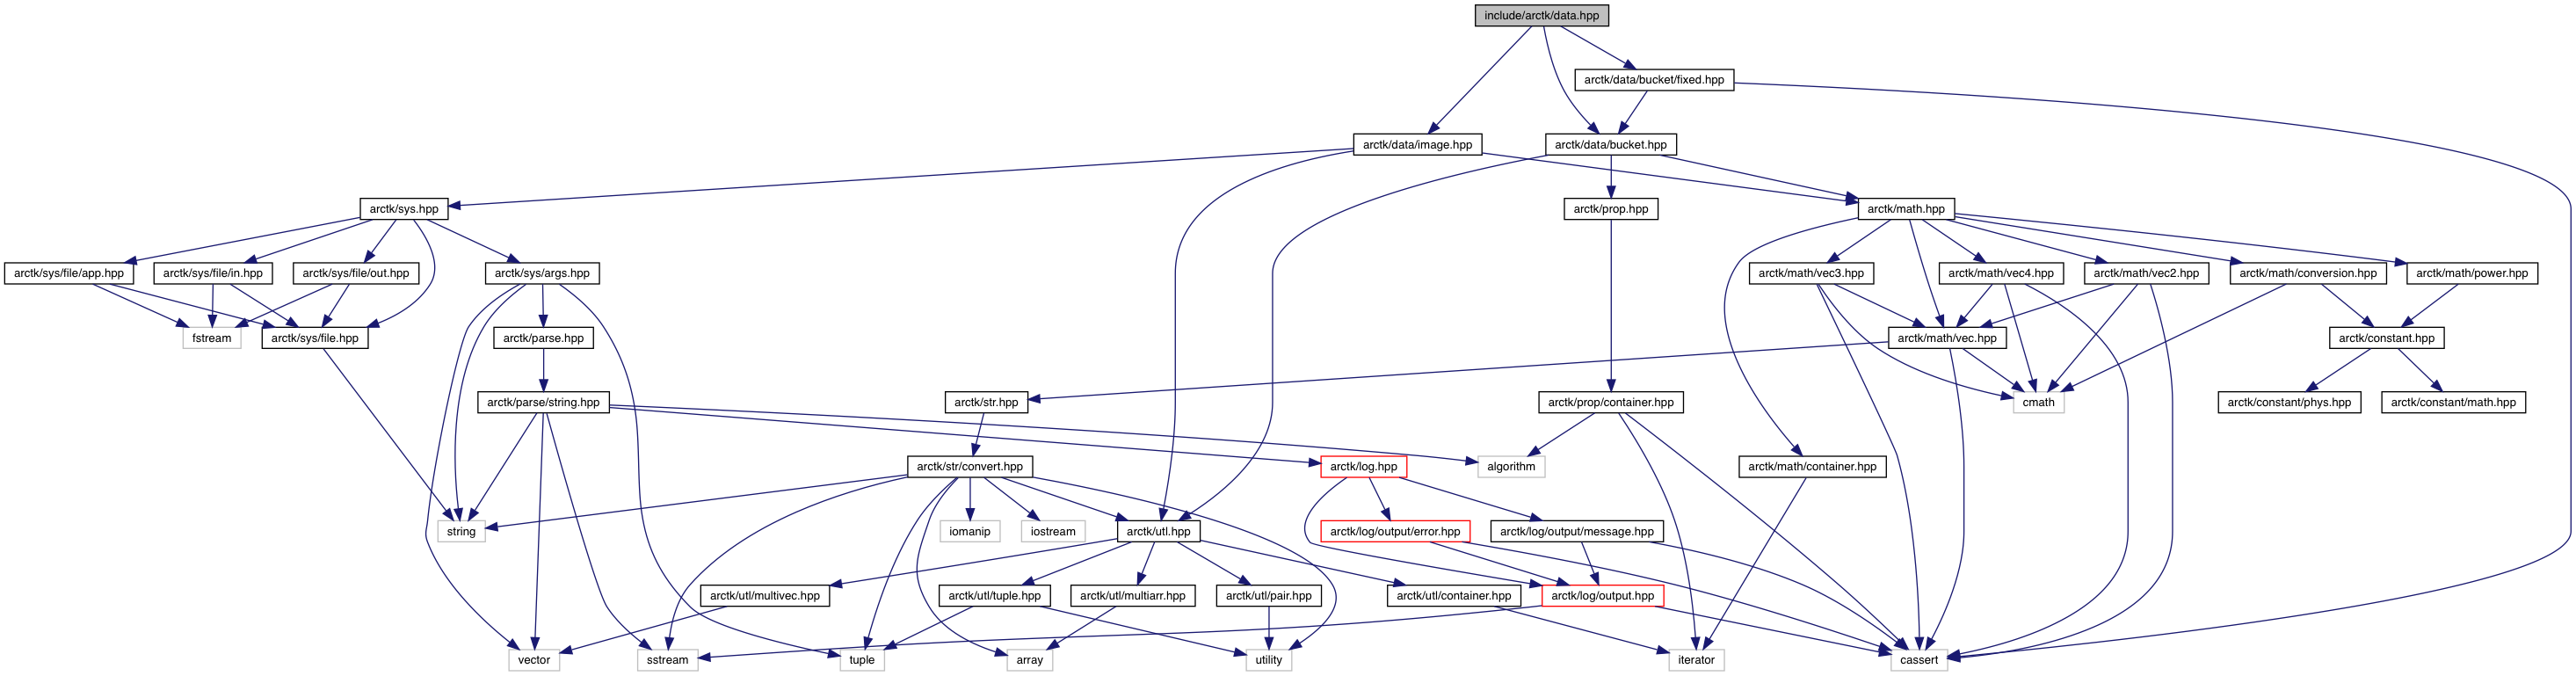 include/arctk/data.hpp
arctk/data/bucket/fixed.hpp
arctk/data/image.hpp
arctk/data/bucket.hpp
arctk/sys.hpp
arctk/prop.hpp
arctk/math.hpp
arctk/sys/file/app.hpp
arctk/sys/file/in.hpp
arctk/sys/file/out.hpp
arctk/sys/args.hpp
arctk/math/vec3.hpp
arctk/math/vec4.hpp
arctk/math/vec2.hpp
arctk/math/conversion.hpp
arctk/math/power.hpp
fstream
arctk/sys/file.hpp
arctk/parse.hpp
arctk/math/vec.hpp
arctk/constant.hpp
arctk/parse/string.hpp
arctk/str.hpp
arctk/prop/container.hpp
cmath
arctk/constant/phys.hpp
arctk/constant/math.hpp
arctk/str/convert.hpp
arctk/log.hpp
algorithm
arctk/math/container.hpp
string
iomanip
iostream
arctk/utl.hpp
arctk/log/output/error.hpp
arctk/log/output/message.hpp
arctk/utl/multivec.hpp
arctk/utl/tuple.hpp
arctk/utl/multiarr.hpp
arctk/utl/pair.hpp
arctk/utl/container.hpp
arctk/log/output.hpp
vector
sstream
tuple
array
utility
iterator
cassert